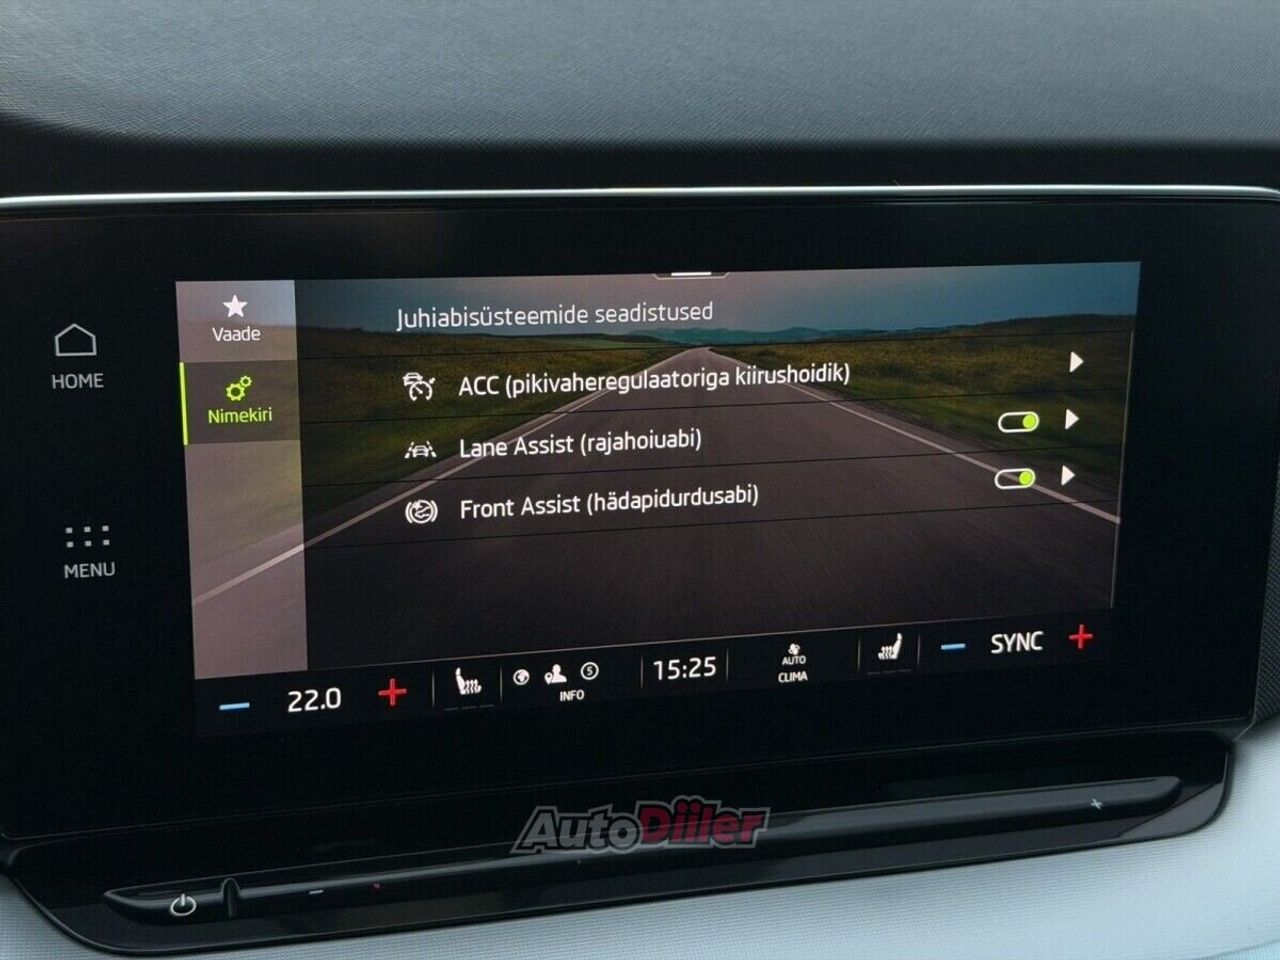 HOME
MENU
Vaade
Nimekiri
Juhiabisüsteemide seadistused
ACC (pikivaheregulaatoriga kiirushoidik)
Lane Assist (rajahoiuabi)
Front Assist (hädapidurdusabi)
− 22.0 +
5
INFO
15:25
AUTO
CLIMA
− SYNC +
AutoDiiler
− +